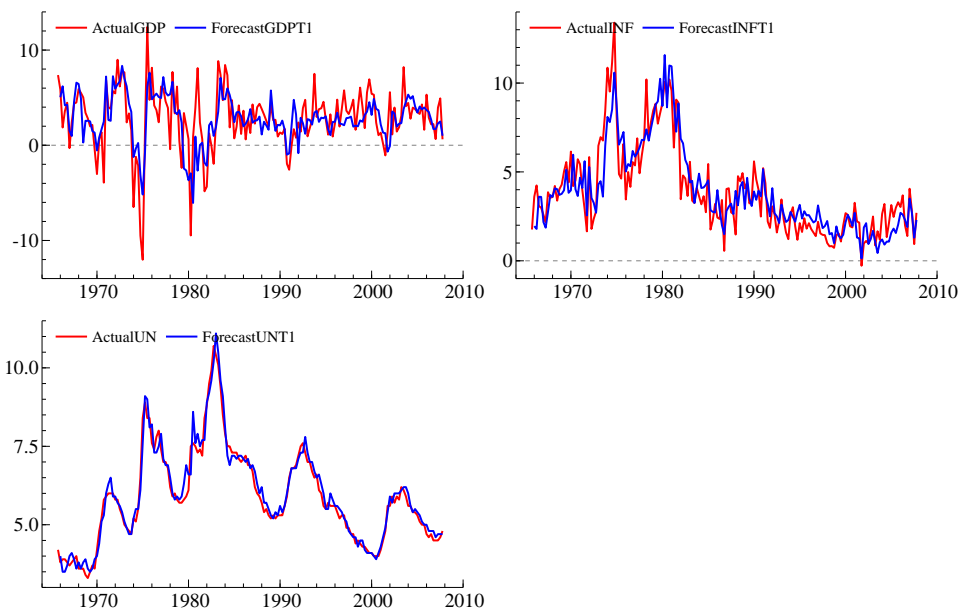 ActualGDP ForecastGDPT1
10
0
-10
1970 1980 1990 2000 2010
ActualINF ForecastINFT1
10
5
0
1970 1980 1990 2000 2010
ActualUN ForecastUNT1
10.0
7.5
5.0
1970 1980 1990 2000 2010